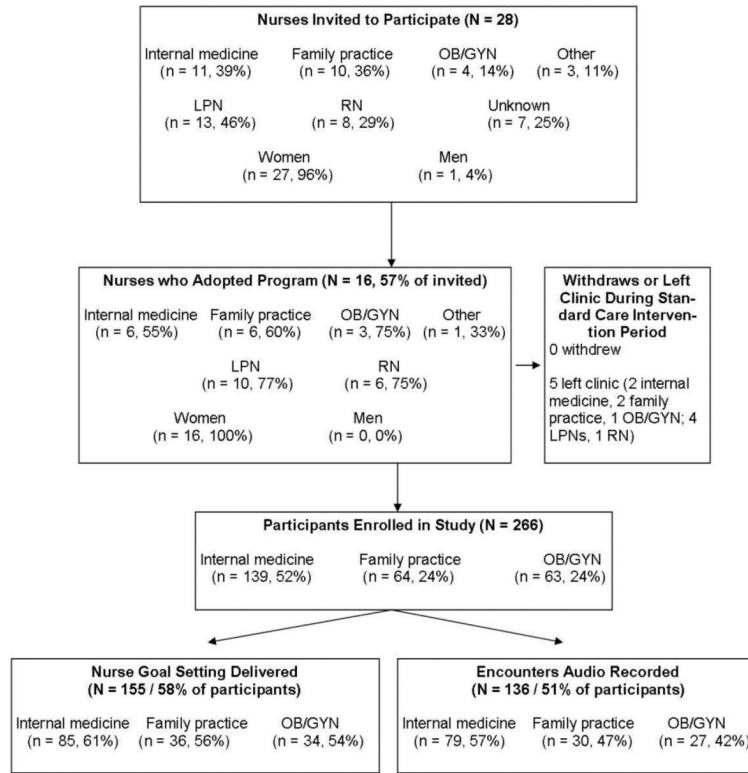 Nurses Invited to Participate (N = 28)
Internal medicine Family practice OB/GYN Other
(n = 11, 39%) (n = 10, 36%) (n = 4, 14%) (n = 3, 11%)
LPN RN Unknown
(n = 13, 46%) (n = 8, 29%) (n = 7, 25%)
Women Men
(n = 27, 96%) (n = 1, 4%)
Nurses who Adopted Program (N = 16, 57% of invited)
Internal medicine Family practice OB/GYN Other
(n = 6, 55%) (n = 6, 60%) (n = 3, 75%) (n = 1, 33%)
LPN RN
(n = 10, 77%) (n = 6, 75%)
Women Men
(n = 16, 100%) (n = 0, 0%)
Withdraws or Left
Clinic During Stan-
dard Care Interven-
tion Period
0 withdrew
5 left clinic (2 internal
medicine, 2 family
practice, 1 OB/GYN; 4
LPNs, 1 RN)
Participants Enrolled in Study (N = 266)
Internal medicine Family practice OB/GYN
(n = 139, 52%) (n = 64, 24%) (n = 63, 24%)
Nurse Goal Setting Delivered
(N = 155 / 58% of participants)
Internal medicine Family practice OB/GYN
(n = 85, 61%) (n = 36, 56%) (n = 34, 54%)
Encounters Audio Recorded
(N = 136 / 51% of participants)
Internal medicine Family practice OB/GYN
(n = 79, 57%) (n = 30, 47%) (n = 27, 42%)